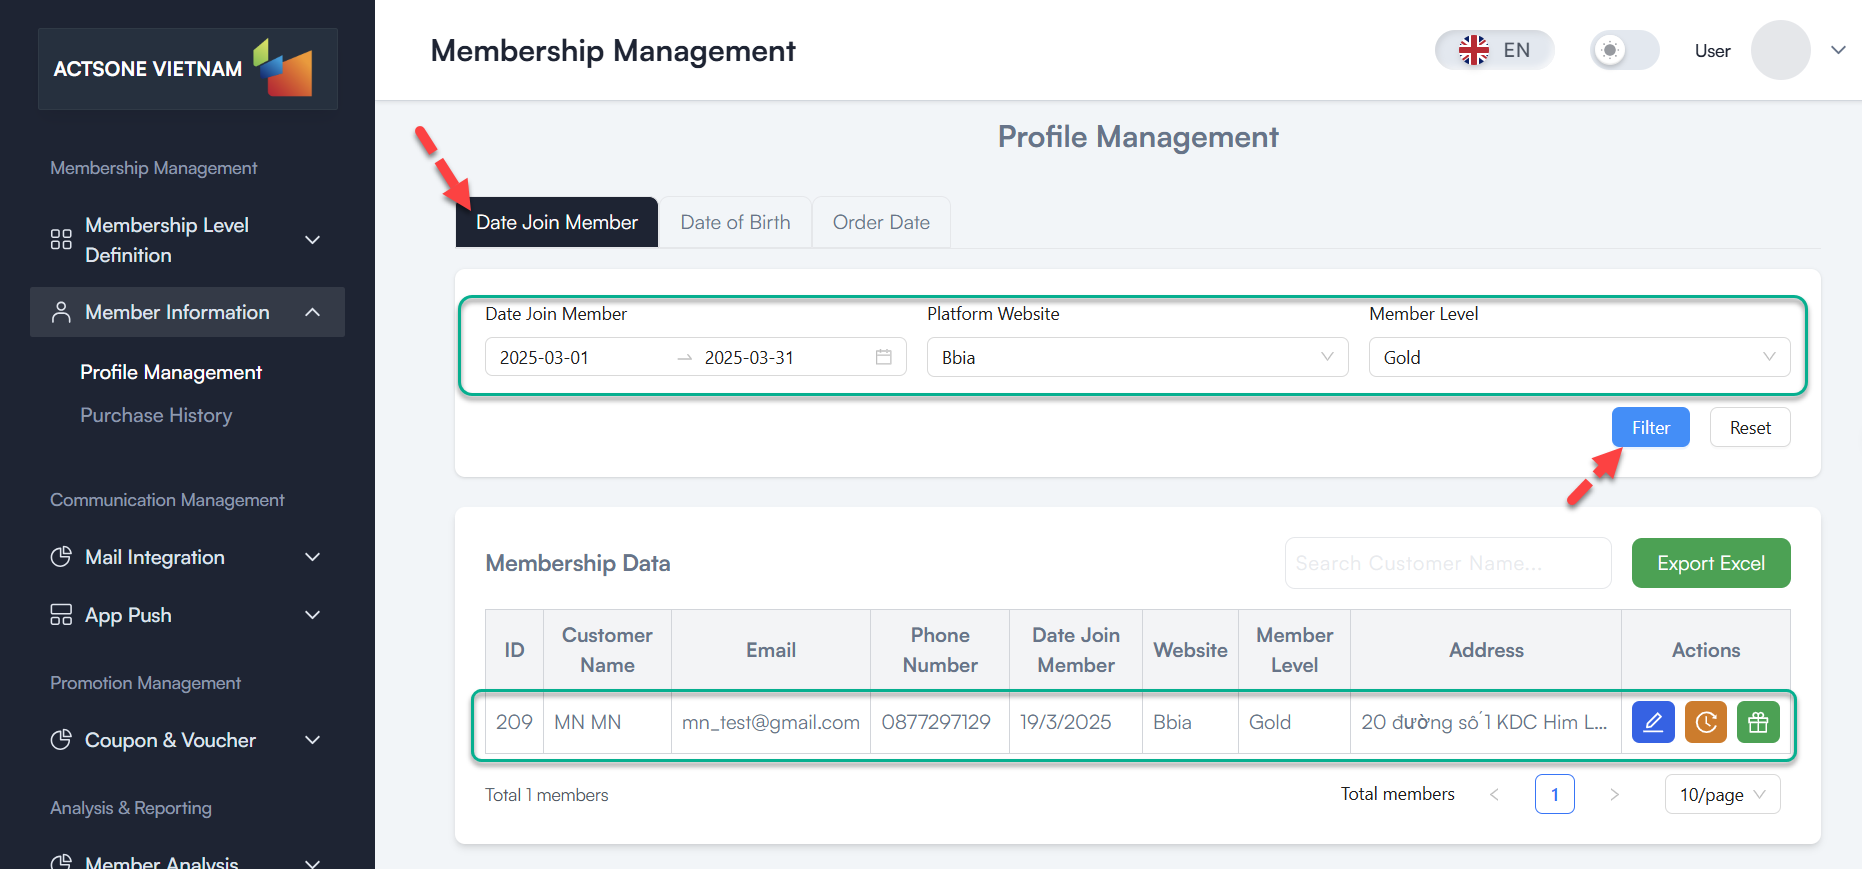 ACTSONE VIETNAM
Membership Management
Membership Level
Definition
Member Information
Profile Management
Purchase History
Communication Management
Mail Integration
App Push
Promotion Management
Coupon & Voucher
Analysis & Reporting
Member Analysis
Membership Management
EN
User
Profile Management
Date Join Member
Date of Birth
Order Date
Date Join Member
Platform Website
Member Level
2025-03-01
2025-03-31
Bbia
Gold
Filter
Reset
Membership Data
Search Customer Name...
Export Excel
ID
Customer
Name
Email
Phone
Number
Date Join
Member
Website
Member
Level
Address
Actions
209
MN MN
mn_test@gmail.com
0877297129
19/3/2025
Bbia
Gold
20 đường số 1 KDC Him L...
Total 1 members
Total members
1
10/page